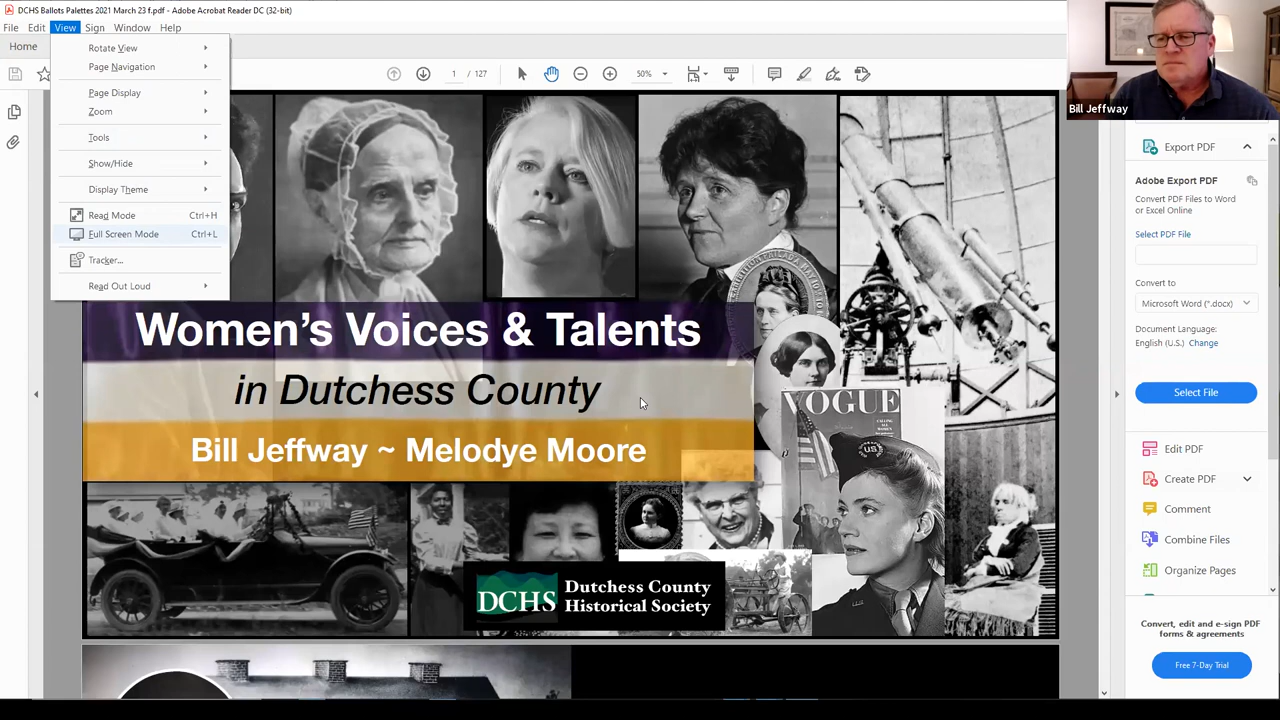 DCHS Ballots Palettes 2021 March 23 f.pdf - Adobe Acrobat Reader DC (32-bit)
File Edit View Sign Window Help
Home
Rotate View
Page Navigation
Page Display
Zoom
Tools
Show/Hide
Display Theme
Read Mode Ctrl+H
Full Screen Mode Ctrl+L
Tracker...
Read Out Loud
1 / 127
50%
Bill Jeffway
Women's Voices & Talents
in Dutchess County
Bill Jeffway ~ Melodye Moore
VOGUE
US
DCHS Dutchess County
Historical Society
Export PDF
Adobe Export PDF
Convert PDF Files to Word
or Excel Online
Select PDF File
Convert to
Microsoft Word (*.docx)
Document Language:
English (U.S.) Change
Select File
Edit PDF
Create PDF
Comment
Combine Files
Organize Pages
Convert, edit and e-sign PDF
forms & agreements
Free 7-Day Trial